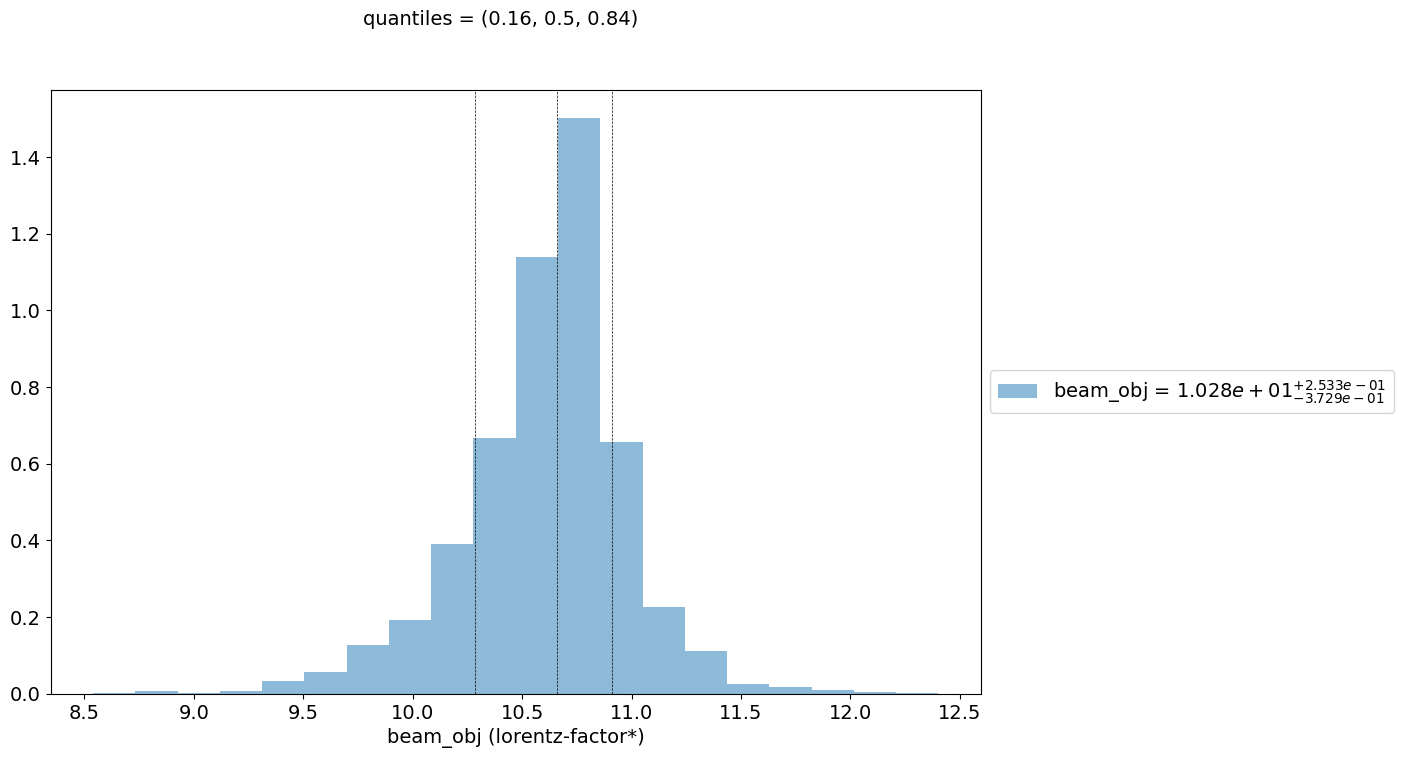 quantiles = (0.16, 0.5, 0.84)
1.4
1.2
1.0
0.8
0.6
0.4
0.2
0.0
8.5 9.0 9.5 10.0 10.5 11.0 11.5 12.0 12.5
beam_obj (lorentz-factor*)
beam_obj = 1.028e + 01 +2.533e − 01 −3.729e − 01